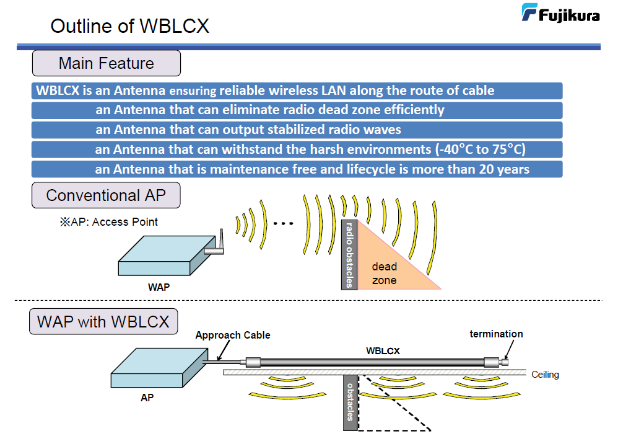 Outline of WBLCX
Fujikura
Main Feature
WBLCX is an Antenna ensuring reliable wireless LAN along the route of cable
an Antenna that can eliminate radio dead zone efficiently
an Antenna that can output stabilized radio waves
an Antenna that can withstand the harsh environments (-40°C to 75°C)
an Antenna that is maintenance free and lifecycle is more than 20 years
Conventional AP
※AP: Access Point
WAP
radio obstacles
dead
zone
WAP with WBLCX
Approach Cable
WBLCX
termination
Ceiling
AP
obstacles